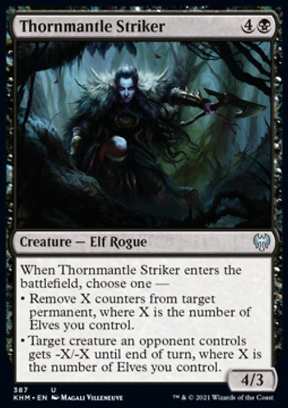 Thornmantle Striker 4
Creature — Elf Rogue
When Thornmantle Striker enters the
battlefield, choose one —
• Remove X counters from target
permanent, where X is the number
of Elves you control.
• Target creature an opponent controls
gets -X/-X until end of turn, where X is
the number of Elves you control.
4/3
387 U
KHM • EN MAGALI VILLENEUVE
™ & © 2021 Wizards of the Coast